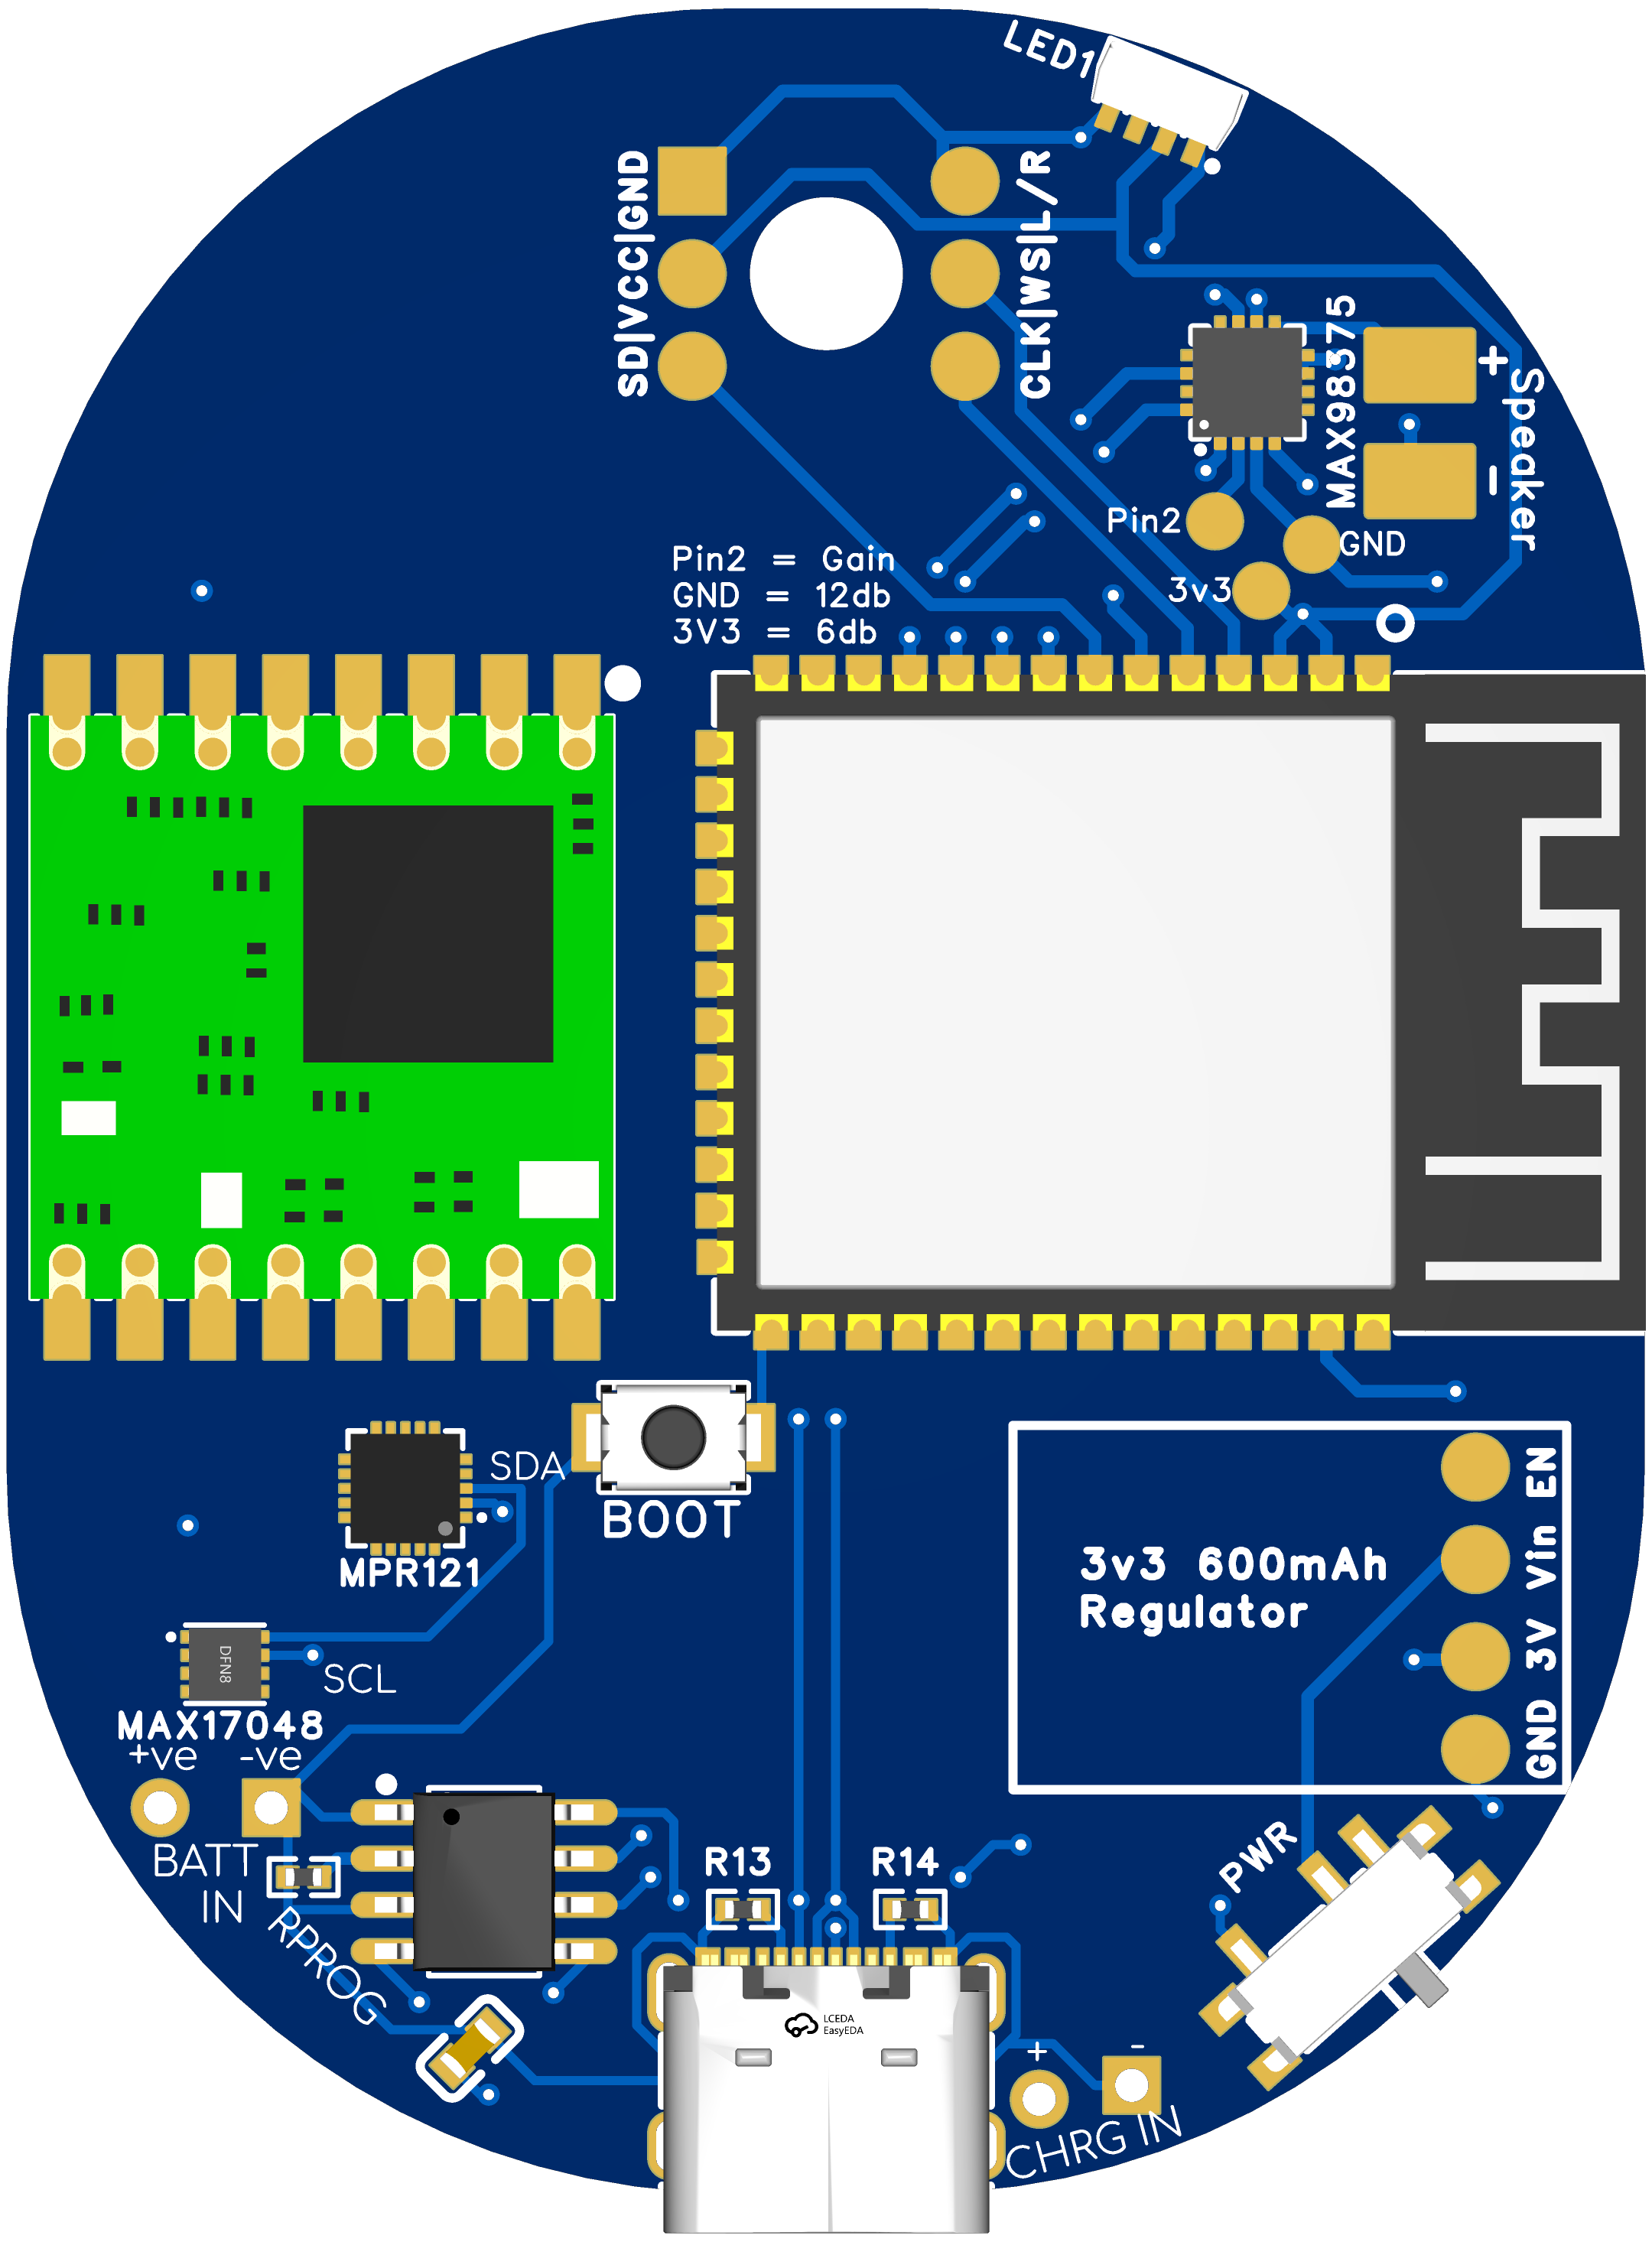 LED1
SD|VCC|GND
CLK|WS|L/R
MAX98375
+
Speaker
-
Pin2
GND
3v3
Pin2 = Gain
GND = 12db
3V3 = 6db
SDA
BOOT
MPR121
DFN8
SCL
MAX17048
+ve -ve
BATT
IN
RPROG
3v3 600mAh
Regulator
GND 3V Vin EN
R13
R14
PWR
LCEDA
EasyEDA
+ -
CHRG IN